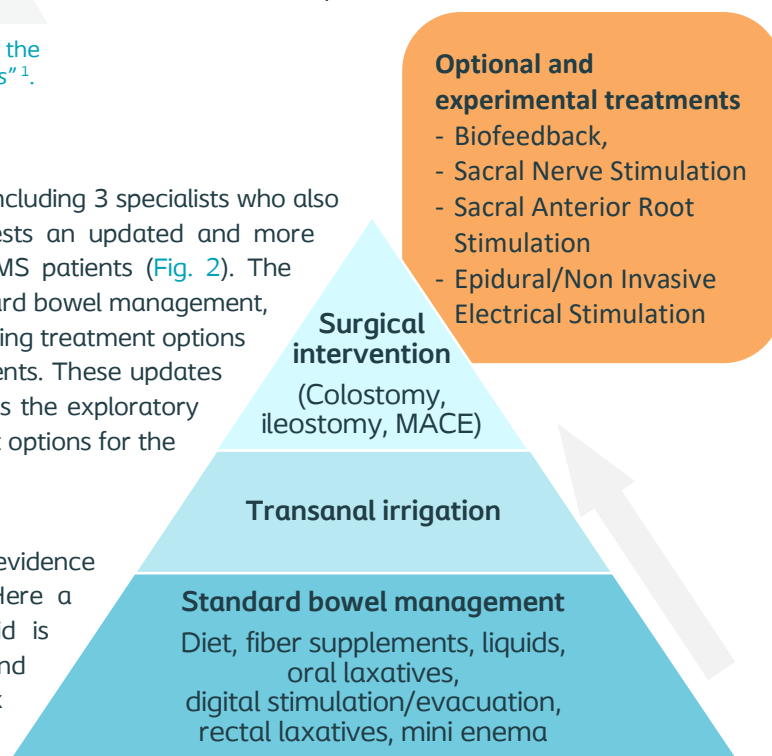 the
s" 1.
ncluding 3 specialists who also
ests an updated and more
MS patients (Fig. 2). The
ard bowel management,
ing treatment options
ents. These updates
s the exploratory
t options for the
evidence
Here a
id is
nd
Optional and
experimental treatments
- Biofeedback,
- Sacral Nerve Stimulation
- Sacral Anterior Root
Stimulation
- Epidural/Non Invasive
Electrical Stimulation
Surgical
intervention
(Colostomy,
ileostomy, MACE)
Transanal irrigation
Standard bowel management
Diet, fiber supplements, liquids,
oral laxatives,
digital stimulation/evacuation,
rectal laxatives, mini enema